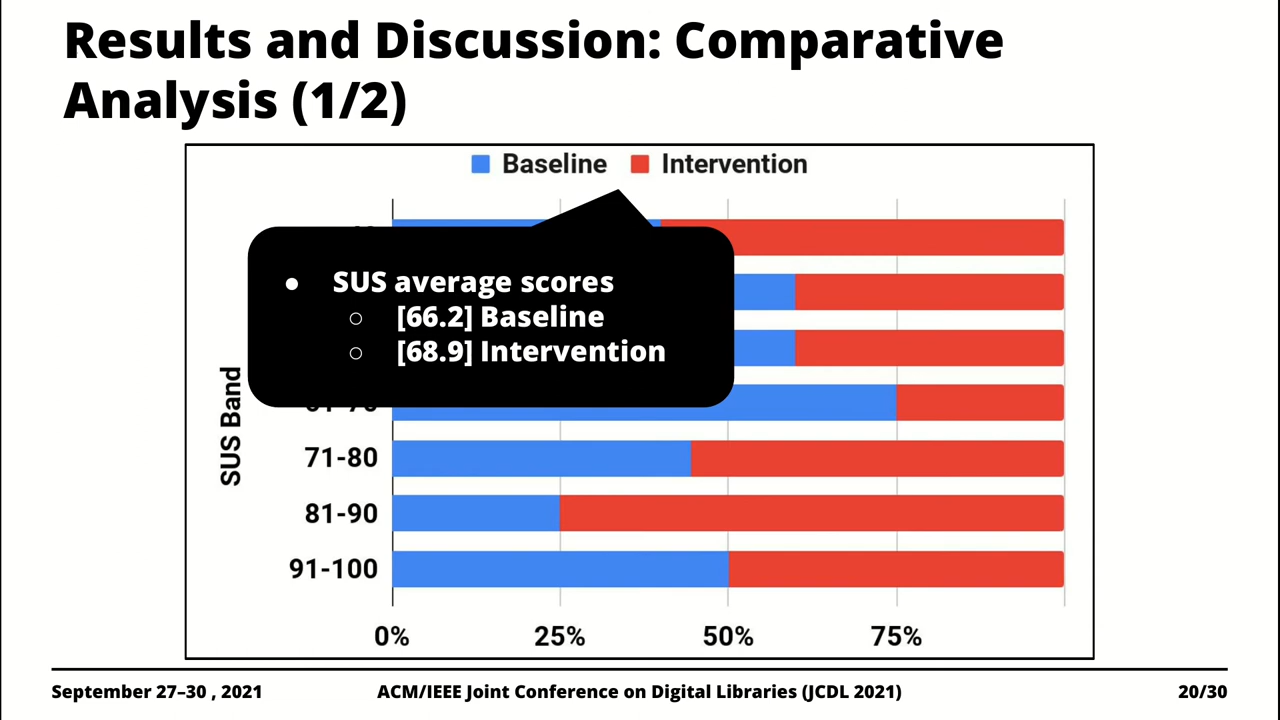 Results and Discussion: Comparative
Analysis (1/2)
Baseline Intervention
SUS average scores
[66.2] Baseline
[68.9] Intervention
SUS Band
71-80
81-90
91-100
0% 25% 50% 75%
September 27–30 , 2021 ACM/IEEE Joint Conference on Digital Libraries (JCDL 2021) 20/30